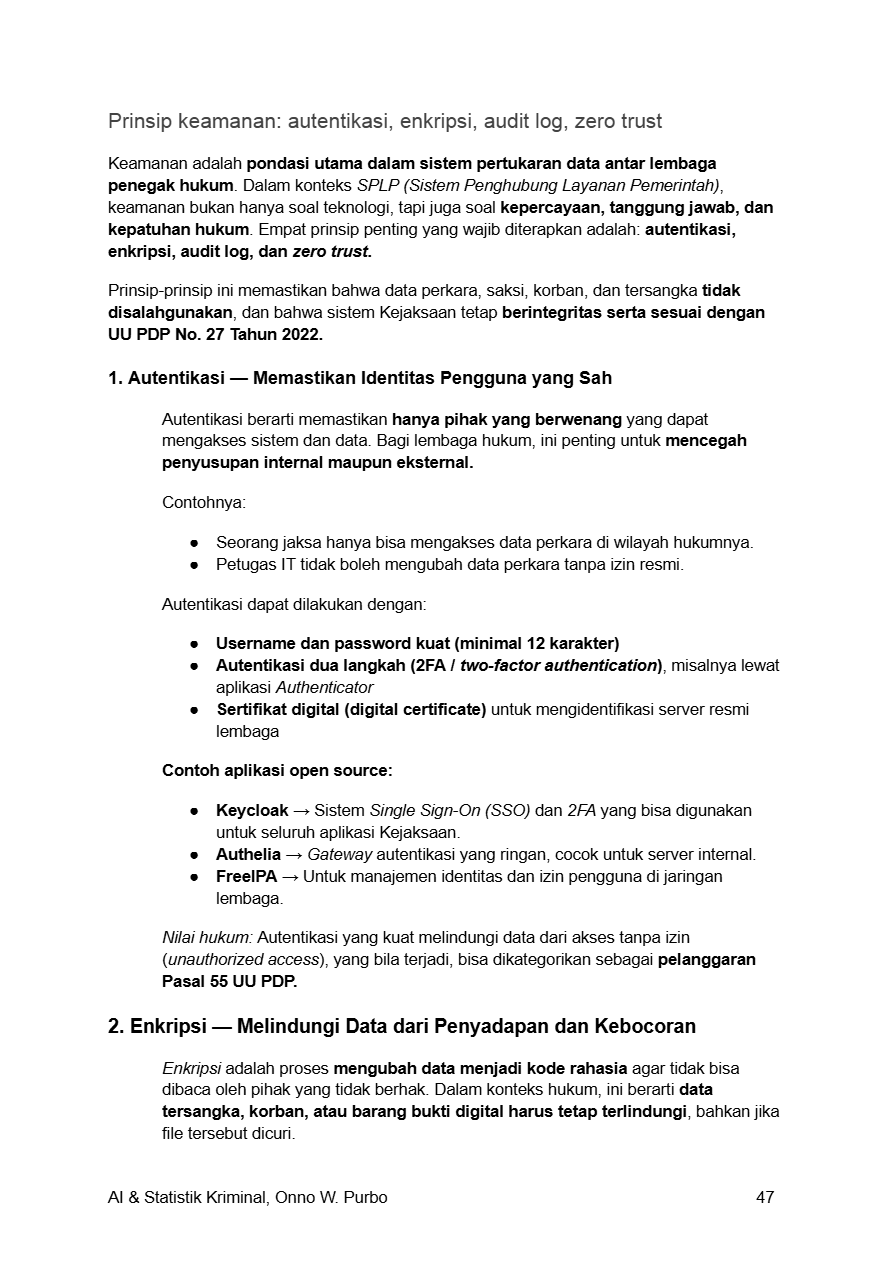 Prinsip keamanan: autentikasi, enkripsi, audit log, zero trust
Keamanan adalah pondasi utama dalam sistem pertukaran data antar lembaga
penegak hukum. Dalam konteks SPLP (Sistem Penghubung Layanan Pemerintah),
keamanan bukan hanya soal teknologi, tapi juga soal kepercayaan, tanggung jawab, dan
kepatuhan hukum. Empat prinsip penting yang wajib diterapkan adalah: autentikasi,
enkripsi, audit log, dan zero trust.
Prinsip-prinsip ini memastikan bahwa data perkara, saksi, korban, dan tersangka tidak
disalahgunakan, dan bahwa sistem Kejaksaan tetap berintegritas serta sesuai dengan
UU PDP No. 27 Tahun 2022.
1. Autentikasi — Memastikan Identitas Pengguna yang Sah
Autentikasi berarti memastikan hanya pihak yang berwenang yang dapat
mengakses sistem dan data. Bagi lembaga hukum, ini penting untuk mencegah
penyusupan internal maupun eksternal.
Contohnya:
● Seorang jaksa hanya bisa mengakses data perkara di wilayah hukumnya.
● Petugas IT tidak boleh mengubah data perkara tanpa izin resmi.
Autentikasi dapat dilakukan dengan:
● Username dan password kuat (minimal 12 karakter)
● Autentikasi dua langkah (2FA / two-factor authentication), misalnya lewat
aplikasi Authenticator
● Sertifikat digital (digital certificate) untuk mengidentifikasi server resmi
lembaga
Contoh aplikasi open source:
● Keycloak → Sistem Single Sign-On (SSO) dan 2FA yang bisa digunakan
untuk seluruh aplikasi Kejaksaan.
● Authelia → Gateway autentikasi yang ringan, cocok untuk server internal.
● FreeIPA → Untuk manajemen identitas dan izin pengguna di jaringan
lembaga.
Nilai hukum: Autentikasi yang kuat melindungi data dari akses tanpa izin
(unauthorized access), yang bila terjadi, bisa dikategorikan sebagai pelanggaran
Pasal 55 UU PDP.
2. Enkripsi — Melindungi Data dari Penyadapan dan Kebocoran
Enkripsi adalah proses mengubah data menjadi kode rahasia agar tidak bisa
dibaca oleh pihak yang tidak berhak. Dalam konteks hukum, ini berarti data
tersangka, korban, atau barang bukti digital harus tetap terlindungi, bahkan jika
file tersebut dicuri.
AI & Statistik Kriminal, Onno W. Purbo 47